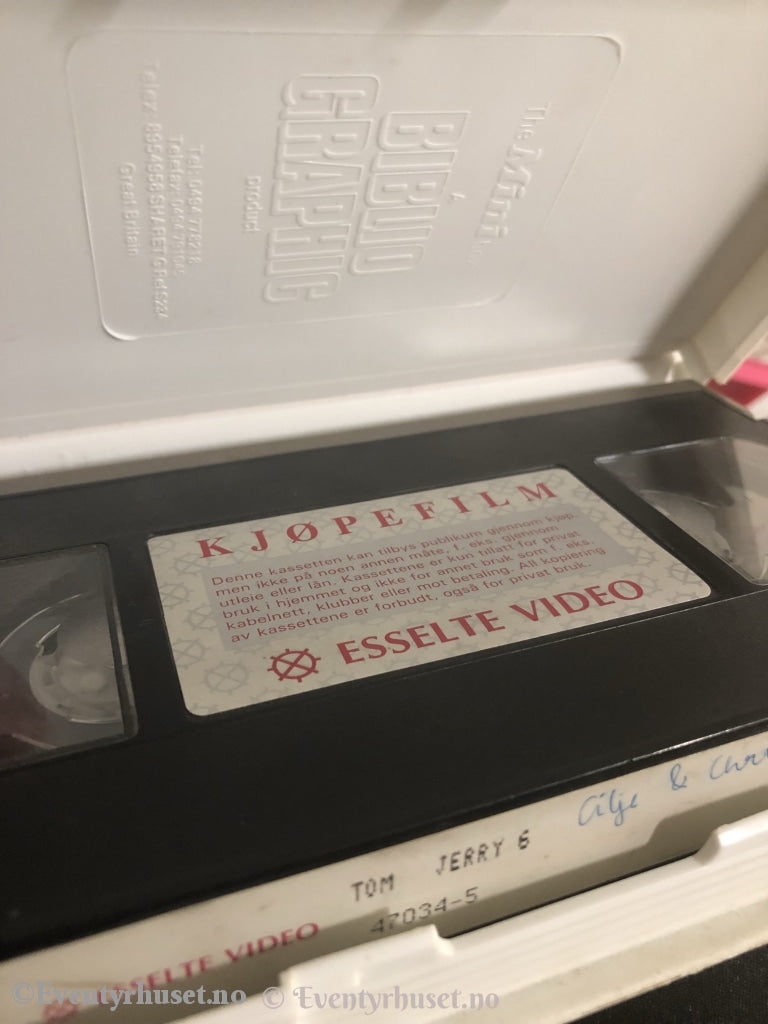 The Mini
A
BIBLIO
GRAPHIC
product
Great Britain
KJØPEFILM
Denne kassetten kan tilbys publikum gjennom kjøp,
men ikke på noen annen måte, f. eks. gjennom
utleie eller lån. Kassettene er kun tillatt for privat
bruk i hjemmet og ikke for annet bruk som f. eks.
kabelnett, klubber eller mot betaling. All kopiering
av kassettene er forbudt, også for privat bruk.
ESSELTE VIDEO
&
TOM JERRY 6
47034-5
ESSELTE VIDEO
©Eventyrhuset.no © Eventyrhuset.no